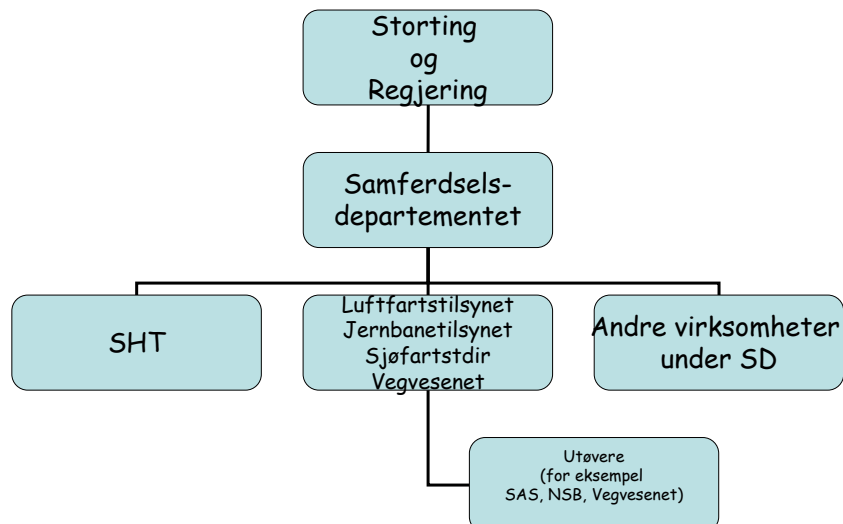 Storting
og
Regjering
Samferdsels-
departementet
SHT
Luftfartstilsynet
Jernbanetilsynet
Sjøfartstdir
Vegvesenet
Andre virksomheter
under SD
Utøvere
(for eksempel
SAS, NSB, Vegvesenet)